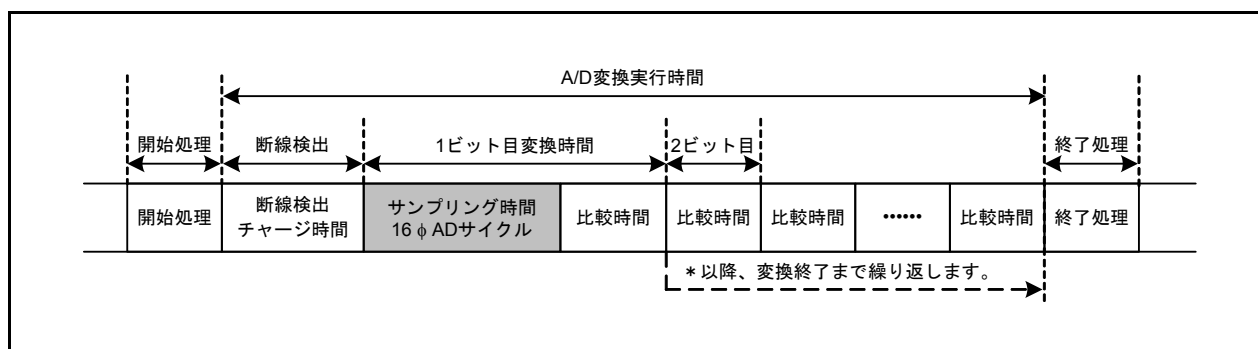 A/D変換実行時間
開始処理 断線検出 1ビット目変換時間 2ビット目 終了処理
開始処理
断線検出
チャージ時間
サンプリング時間
16 φ ADサイクル
比較時間
比較時間
比較時間
••••••
比較時間
終了処理
*以降、変換終了まで繰り返します。